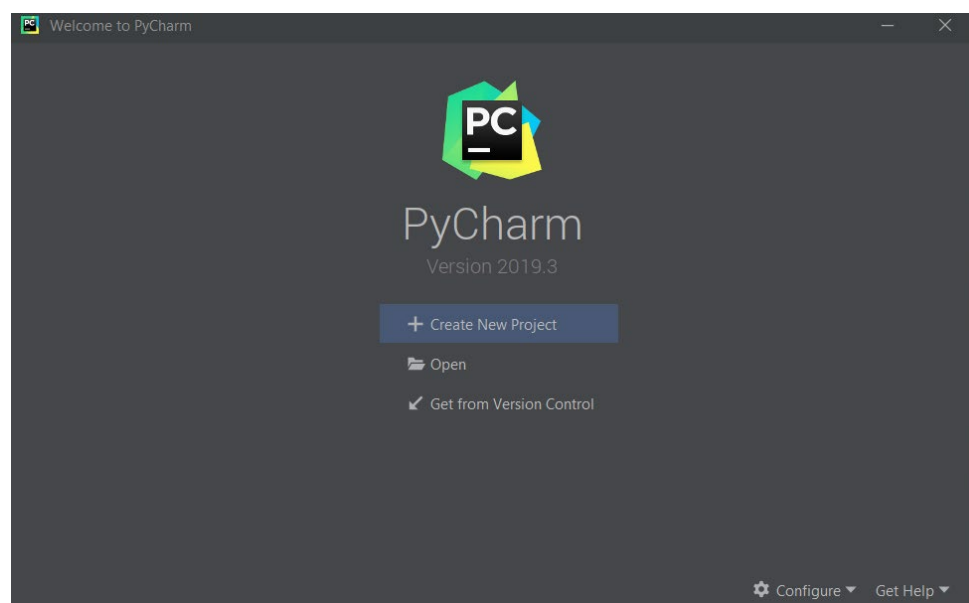 Welcome to PyCharm
PC
PyCharm
Version 2019.3
Create New Project
Open
Get from Version Control
Configure Get Help